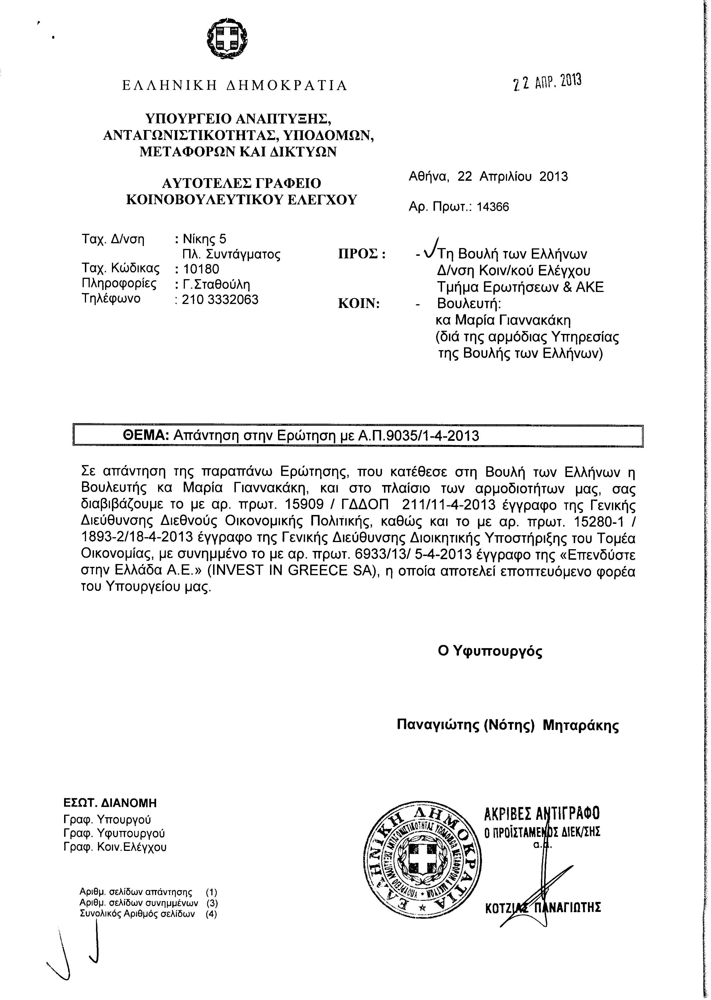 ΕΛΛΗΝΙΚΗ ΔΗΜΟΚΡΑΤΙΑ
22 ΑΠΡ. 2013
ΥΠΟΥΡΓΕΙΟ ΑΝΑΠΤΥΞΗΣ,
ΑΝΤΑΓΩΝΙΣΤΙΚΟΤΗΤΑΣ, ΥΠΟΔΟΜΩΝ,
ΜΕΤΑΦΟΡΩΝ ΚΑΙ ΔΙΚΤΥΩΝ
ΑΥΤΟΤΕΛΕΣ ΓΡΑΦΕΙΟ
ΚΟΙΝΟΒΟΥΛΕΥΤΙΚΟΥ ΕΛΕΓΧΟΥ
Αθήνα, 22 Απριλίου 2013
Αρ. Πρωτ.: 14366
Ταχ. Δ/νση : Νίκης 5
Πλ. Συντάγματος
Ταχ. Κώδικας : 10180
Πληροφορίες : Γ.Σταθούλη
Τηλέφωνο : 210 3332063
ΠΡΟΣ : - Τη Βουλή των Ελλήνων
Δ/νση Κοιν/κού Ελέγχου
Τμήμα Ερωτήσεων & ΑΚΕ
ΚΟΙΝ: - Βουλευτή:
κα Μαρία Γιαννακάκη
(διά της αρμόδιας Υπηρεσίας
της Βουλής των Ελλήνων)
ΘΕΜΑ: Απάντηση στην Ερώτηση με Α.Π.9035/1-4-2013
Σε απάντηση της παραπάνω Ερώτησης, που κατέθεσε στη Βουλή των Ελλήνων η
Βουλευτής κα Μαρία Γιαννακάκη, και στο πλαίσιο των αρμοδιοτήτων μας, σας
διαβιβάζουμε το με αρ. πρωτ. 15909 / ΓΔΔΟΠ 211/11-4-2013 έγγραφο της Γενικής
Διεύθυνσης Διεθνούς Οικονομικής Πολιτικής, καθώς και το με αρ. πρωτ. 15280-1 /
1893-2/18-4-2013 έγγραφο της Γενικής Διεύθυνσης Διοικητικής Υποστήριξης του Τομέα
Οικονομίας, με συνημμένο το με αρ. πρωτ. 6933/13/ 5-4-2013 έγγραφο της «Επενδύστε
στην Ελλάδα Α.Ε.» (INVEST IN GREECE SA), η οποία αποτελεί εποπτευόμενο φορέα
του Υπουργείου μας.
Ο Υφυπουργός
Παναγιώτης (Νότης) Μηταράκης
ΕΣΩΤ. ΔΙΑΝΟΜΗ
Γραφ. Υπουργού
Γραφ. Υφυπουργού
Γραφ. Κοιν.Ελέγχου
Αριθμ. σελίδων απάντησης (1)
Αριθμ. σελίδων συνημμένων (3)
Συνολικός Αριθμός σελίδων (4)
ΕΛΛΗΝΙΚΗ ΔΗΜΟΚΡΑΤΙΑ
ΥΠΟΥΡΓΕΙΟ ΑΝΑΠΤΥΞΗΣ ΑΝΤΑΓΩΝΙΣΤΙΚΟΤΗΤΑΣ ΥΠΟΔΟΜΩΝ ΜΕΤΑΦΟΡΩΝ & ΔΙΚΤΥΩΝ
ΑΚΡΙΒΕΣ ΑΝΤΙΓΡΑΦΟ
Ο ΠΡΟΪΣΤΑΜΕΝΟΣ ΔΙΕΚ/ΣΗΣ
α.α.
ΚΟΤΖΙΑΣ ΠΑΝΑΓΙΩΤΗΣ